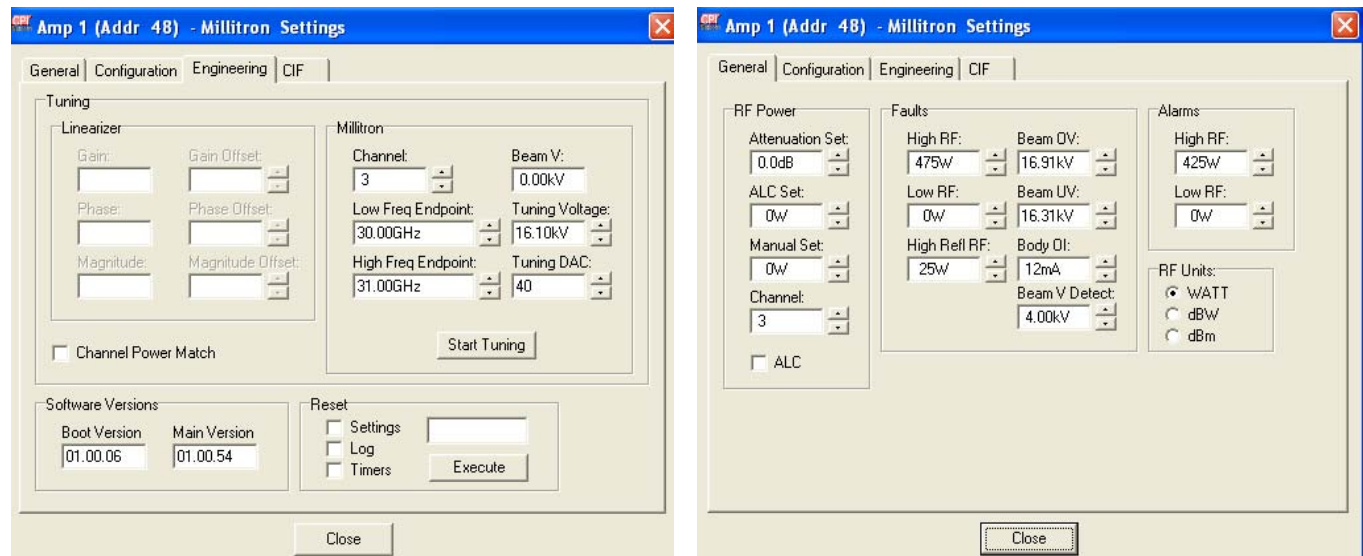 CPI Amp 1 (Addr 48) - Millitron Settings
General Configuration Engineering CIF
Tuning
Linearizer
Gain: Gain Offset:
Phase: Phase Offset:
Magnitude: Magnitude Offset:
Millitron
Channel: Beam V:
3 0.00kV
Low Freq Endpoint: Tuning Voltage:
30.00GHz 16.10kV
High Freq Endpoint: Tuning DAC:
31.00GHz 40
Start Tuning
Channel Power Match
Software Versions
Boot Version Main Version
01.00.06 01.00.54
Reset
Settings
Log
Timers Execute
Close
CPI Amp 1 (Addr 48) - Millitron Settings
General Configuration Engineering CIF
RF Power
Attenuation Set:
0.0dB
ALC Set:
0W
Manual Set:
0W
Channel:
3
ALC
Faults
High RF: Beam OV:
475W 16.91kV
Low RF: Beam UV:
0W 16.31kV
High Refl RF: Body OI:
25W 12mA
Beam V Detect:
4.00kV
Alarms
High RF:
425W
Low RF:
0W
RF Units:
WATT
dBW
dBm
Close